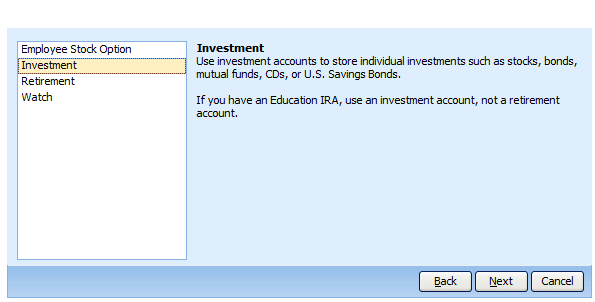 Employee Stock Option
Investment
Retirement
Watch
Investment
Use investment accounts to store individual investments such as stocks, bonds,
mutual funds, CDs, or U.S. Savings Bonds.
If you have an Education IRA, use an investment account, not a retirement
account.
Back Next Cancel